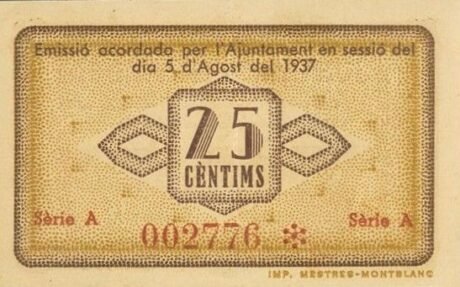 Emissió acordada per l'Ajuntament en sessió del
dia 5 d'Agost del 1937
25
CÈNTIMS
Sèrie A
Sèrie A
002776 *
IMP. MESTRES-MONTBLANC